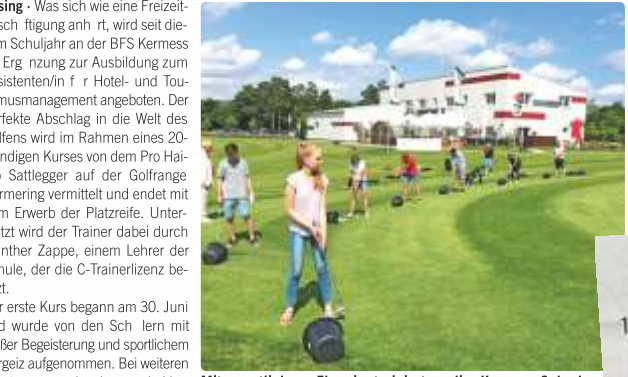 sing · Was sich wie eine Freizeit-
sch ftigung anh rt, wird seit die-
m Schuljahr an der BFS Kermess
Erg nzung zur Ausbildung zum
sistenten/in f r Hotel- und Tou-
musmanagement angeboten. Der
rfekte Abschlag in die Welt des
lfens wird im Rahmen eines 20-
ndigen Kurses von dem Pro Hai-
Sattlegger auf der Golfrange
rmering vermittelt und endet mit
m Erwerb der Platzreife. Unter-
tzt wird der Trainer dabei durch
nther Zappe, einem Lehrer der
hule, der die C-Trainerlizenz be-
zt.
r erste Kurs begann am 30. Juni
d wurde von den Sch lern mit
ßer Begeisterung und sportlichem
rgeiz aufgenommen. Bei weiteren
1